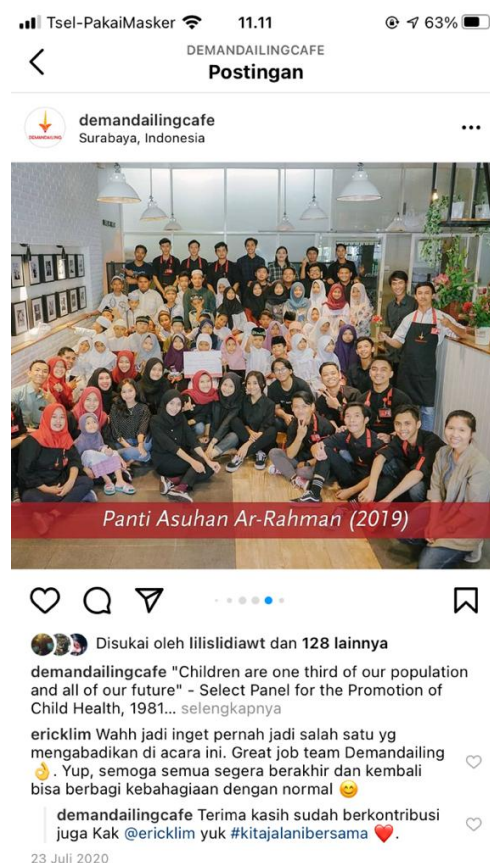 Tsel-PakaiMasker 11.11 63%
DEMANDAILINGCAFE
Postingan
DEMANDAILING
demandailingcafe
Surabaya, Indonesia
Panti Asuhan Ar-Rahman (2019)
Disukai oleh lilislidiawt dan 128 lainnya
demandailingcafe "Children are one third of our population
and all of our future" - Select Panel for the Promotion of
Child Health, 1981... selengkapnya
ericklim Wahh jadi inget pernah jadi salah satu yg
mengabadikan di acara ini. Great job team Demandailing
👌. Yup, semoga semua segera berakhir dan kembali
bisa berbagi kebahagiaan dengan normal 😊
demandailingcafe Terima kasih sudah berkontribusi
juga Kak @ericklim yuk #kitajalanibersama ❤️.
23 Juli 2020